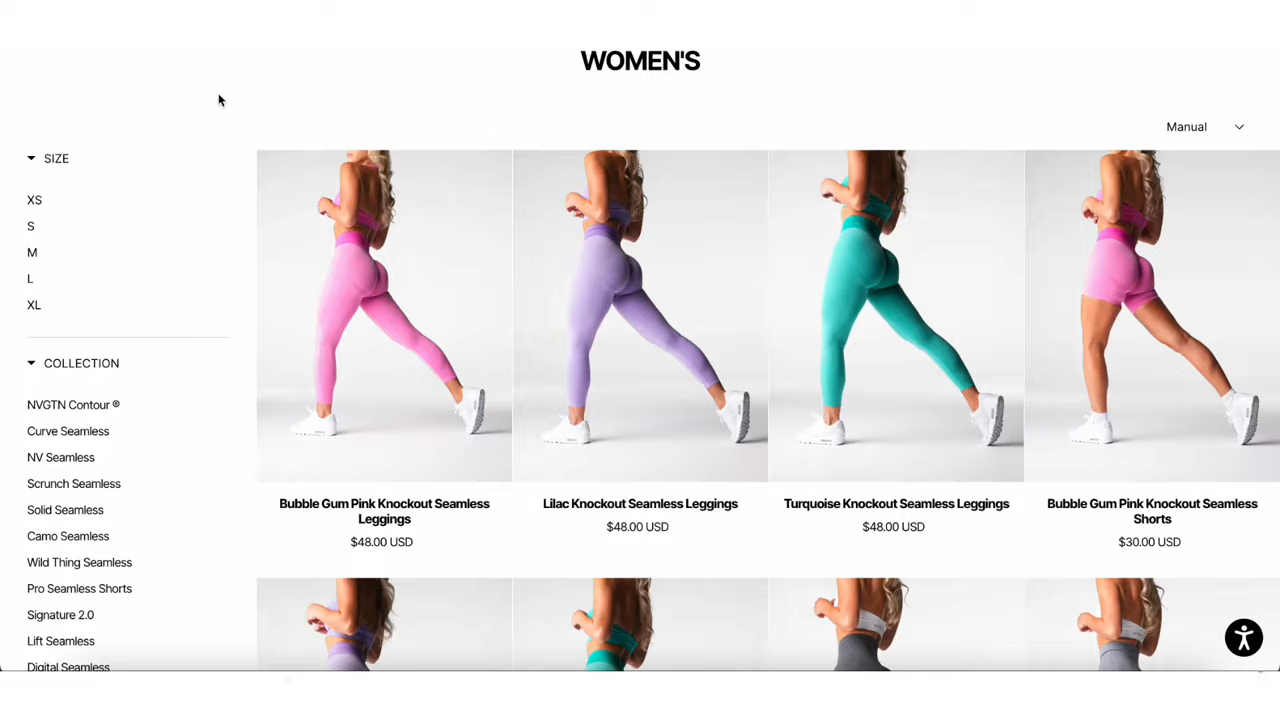 WOMEN'S
Manual
SIZE
XS
S
M
L
XL
COLLECTION
NVGTN Contour ®
Curve Seamless
NV Seamless
Scrunch Seamless
Solid Seamless
Camo Seamless
Wild Thing Seamless
Pro Seamless Shorts
Signature 2.0
Lift Seamless
Digital Seamless
Bubble Gum Pink Knockout Seamless
Leggings
$48.00 USD
Lilac Knockout Seamless Leggings
$48.00 USD
Turquoise Knockout Seamless Leggings
$48.00 USD
Bubble Gum Pink Knockout Seamless
Shorts
$30.00 USD